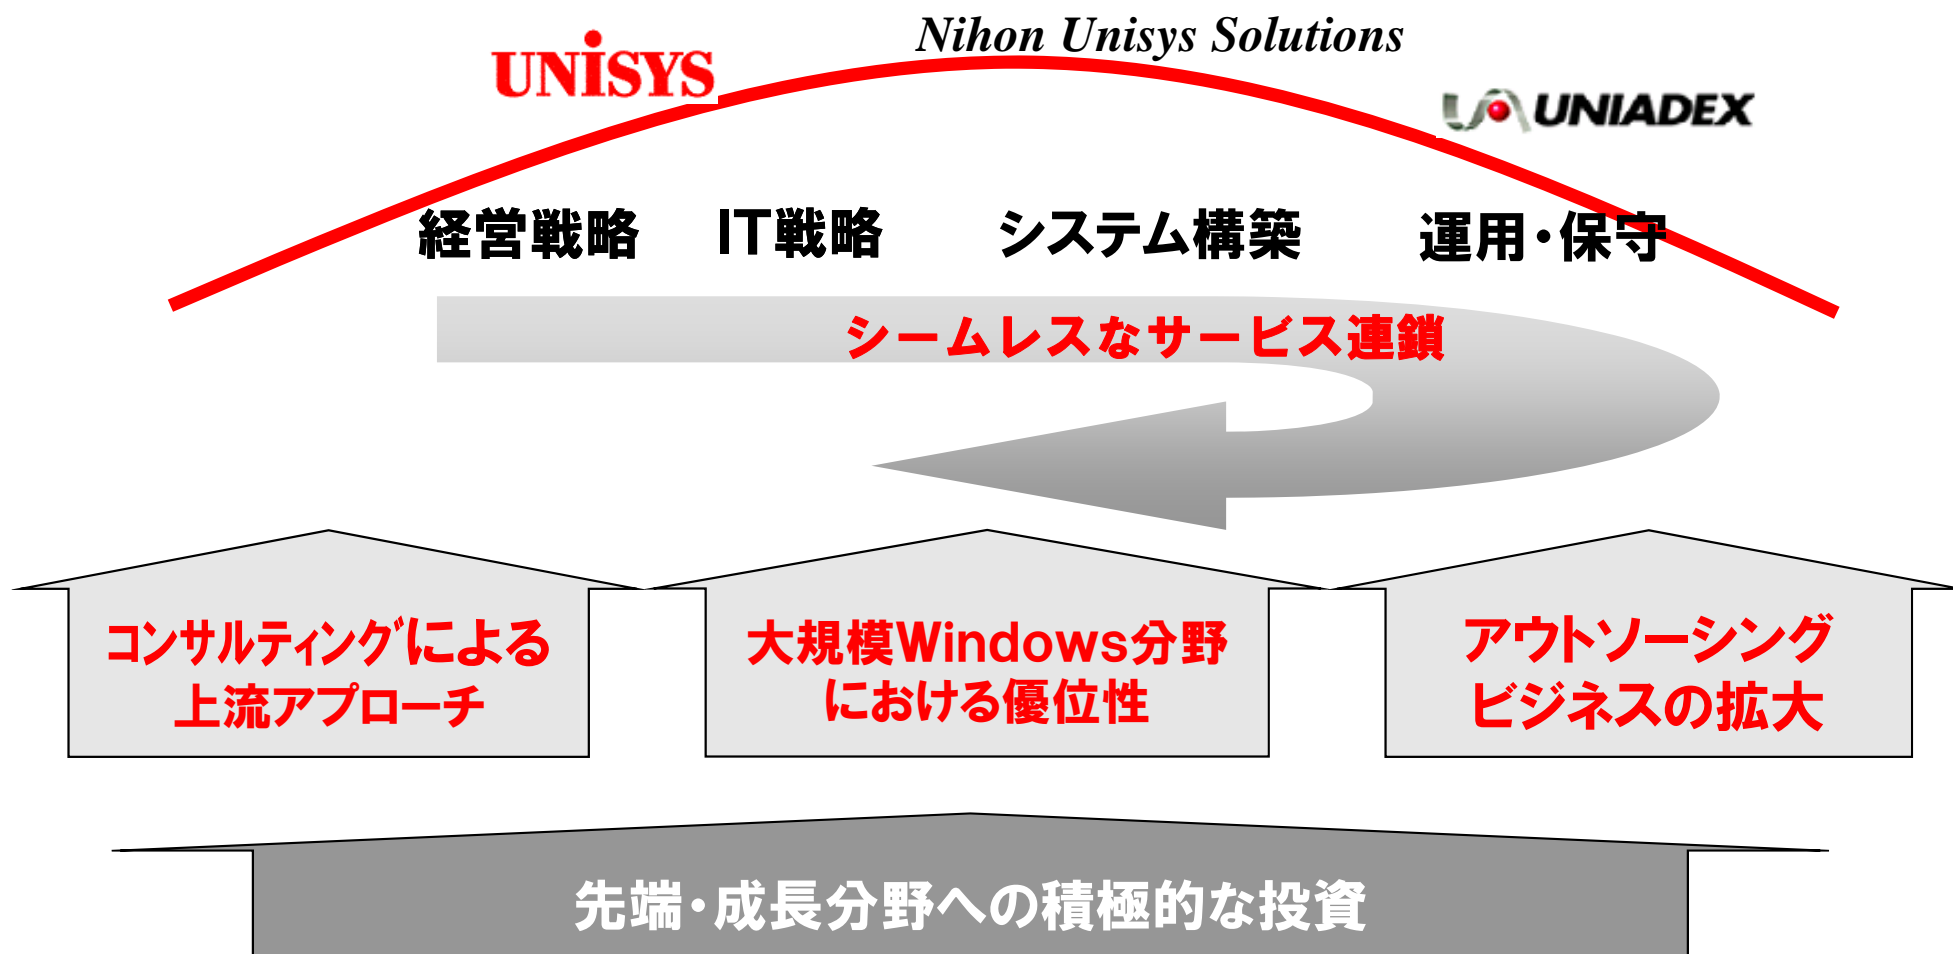 Nihon Unisys Solutions
UNISYS
UNIADEX
経営戦略 IT戦略 システム構築 運用・保守
シームレスなサービス連鎖
コンサルティングによる
上流アプローチ
大規模Windows分野
における優位性
アウトソーシング
ビジネスの拡大
先端・成長分野への積極的な投資